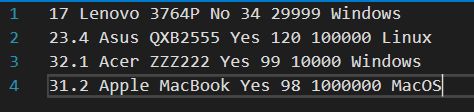 1 17 Lenovo 3764P No 34 29999 Windows
2 23.4 Asus QXB2555 Yes 120 100000 Linux
3 32.1 Acer ZZZ222 Yes 99 10000 Windows
4 31.2 Apple MacBook Yes 98 1000000 MacOS